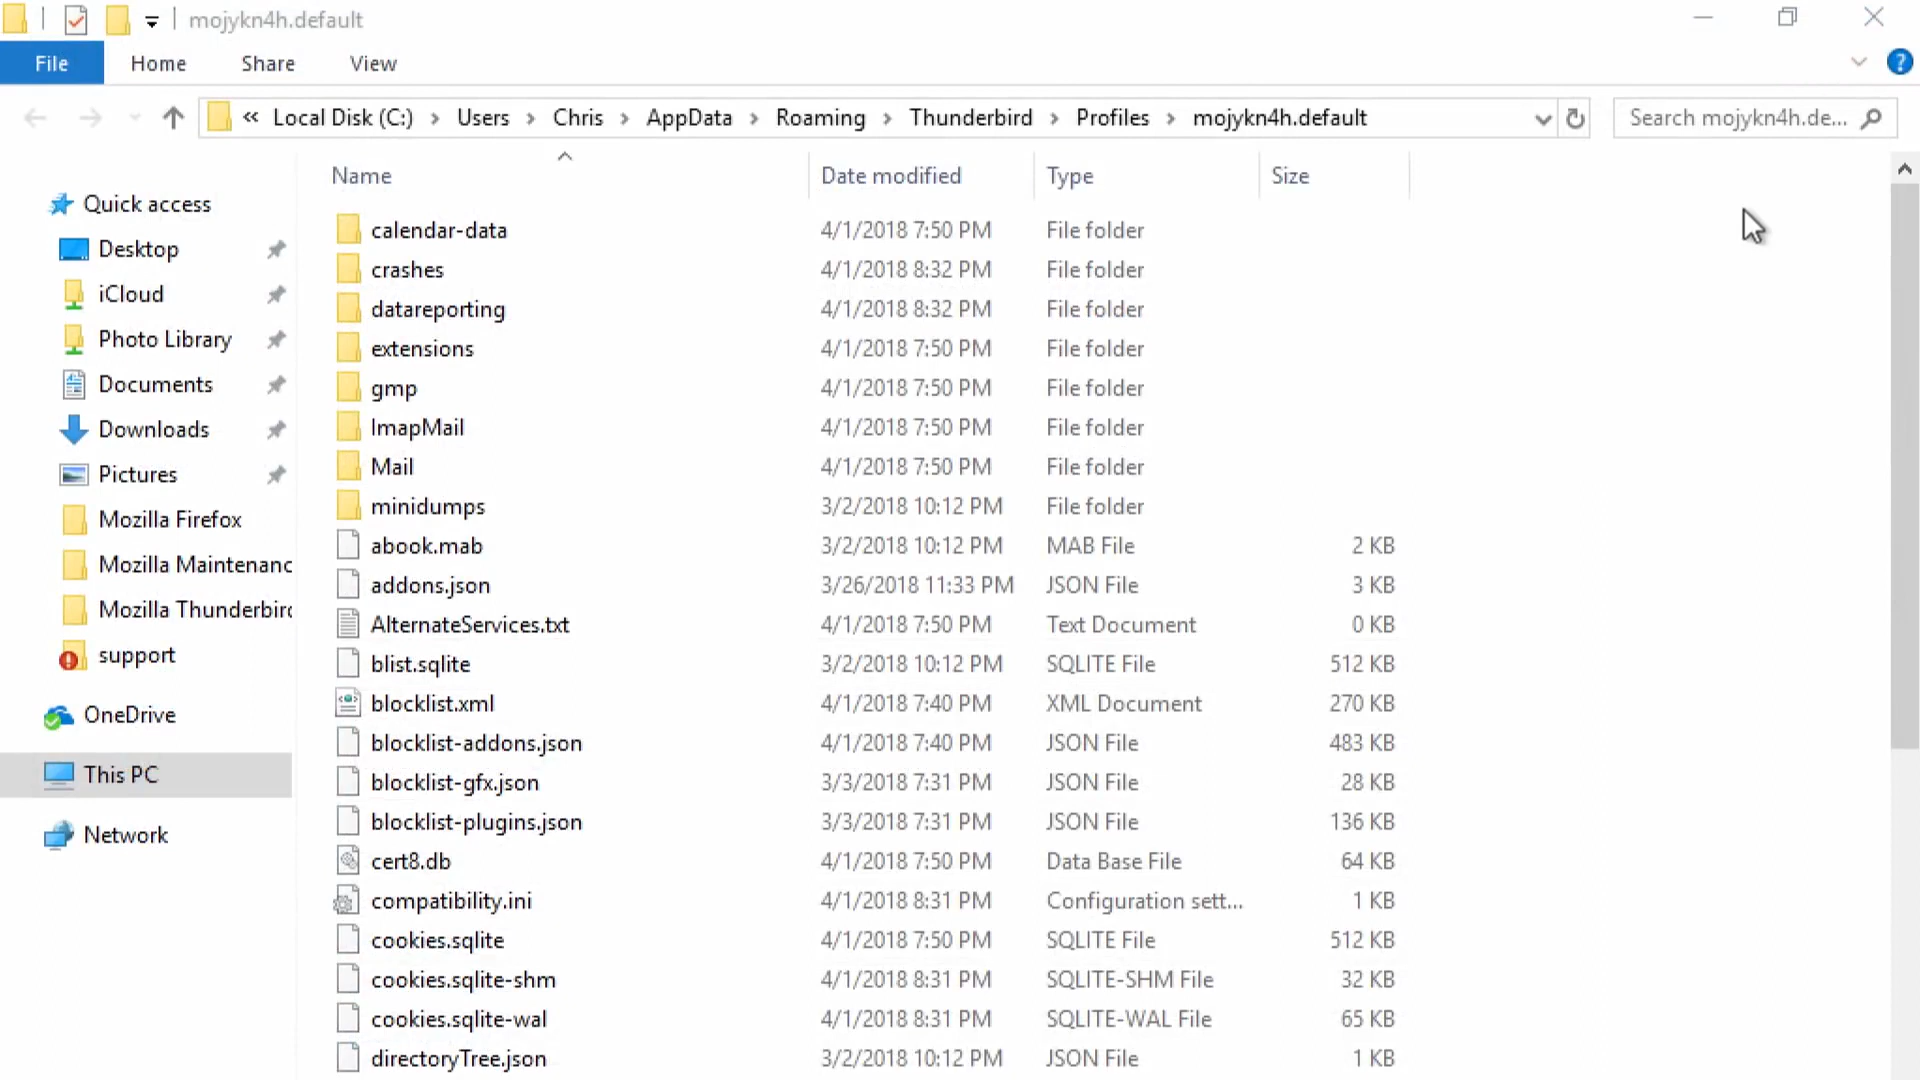 mojykn4h.default
File Home Share View
« Local Disk (C:) › Users › Chris › AppData › Roaming › Thunderbird › Profiles › mojykn4h.default
Search mojykn4h.de...
Name Date modified Type Size
Quick access
Desktop
iCloud
Photo Library
Documents
Downloads
Pictures
Mozilla Firefox
Mozilla Maintenanc
Mozilla Thunderbird
support
OneDrive
This PC
Network
calendar-data 4/1/2018 7:50 PM File folder
crashes 4/1/2018 8:32 PM File folder
datareporting 4/1/2018 8:32 PM File folder
extensions 4/1/2018 7:50 PM File folder
gmp 4/1/2018 7:50 PM File folder
ImapMail 4/1/2018 7:50 PM File folder
Mail 4/1/2018 7:50 PM File folder
minidumps 3/2/2018 10:12 PM File folder
abook.mab 3/2/2018 10:12 PM MAB File 2 KB
addons.json 3/26/2018 11:33 PM JSON File 3 KB
AlternateServices.txt 4/1/2018 7:50 PM Text Document 0 KB
blist.sqlite 3/2/2018 10:12 PM SQLITE File 512 KB
blocklist.xml 4/1/2018 7:40 PM XML Document 270 KB
blocklist-addons.json 4/1/2018 7:40 PM JSON File 483 KB
blocklist-gfx.json 3/3/2018 7:31 PM JSON File 28 KB
blocklist-plugins.json 3/3/2018 7:31 PM JSON File 136 KB
cert8.db 4/1/2018 7:50 PM Data Base File 64 KB
compatibility.ini 4/1/2018 8:31 PM Configuration sett... 1 KB
cookies.sqlite 4/1/2018 7:50 PM SQLITE File 512 KB
cookies.sqlite-shm 4/1/2018 8:31 PM SQLITE-SHM File 32 KB
cookies.sqlite-wal 4/1/2018 8:31 PM SQLITE-WAL File 65 KB
directoryTree.json 3/2/2018 10:12 PM JSON File 1 KB